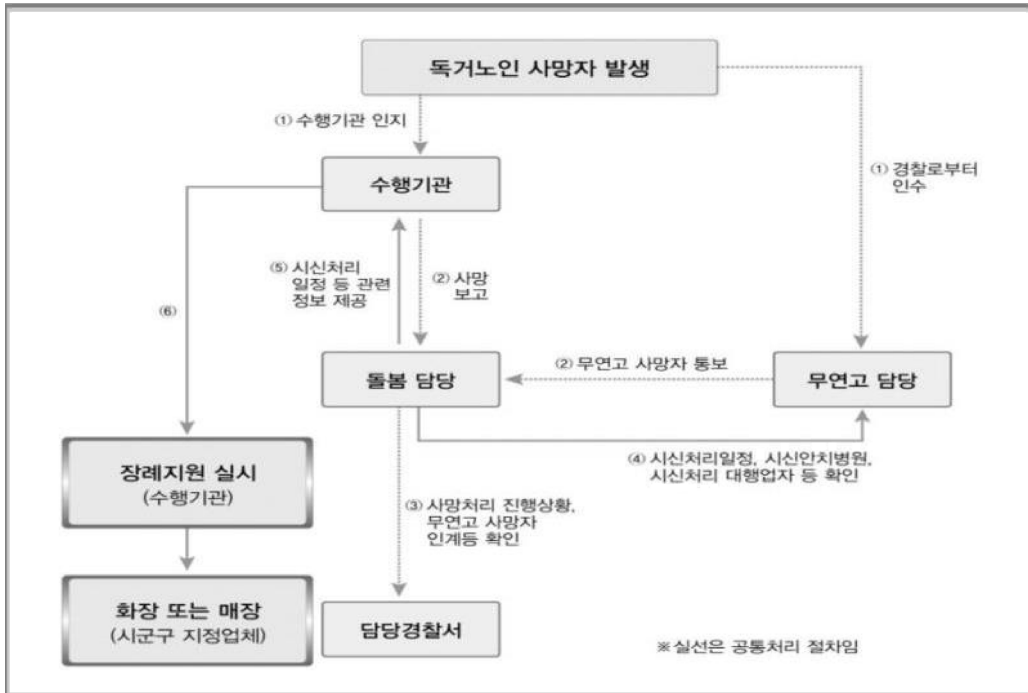 독거노인 사망자 발생
(1) 수행기관 인지
수행기관
(1) 경찰로부터
인수
(5) 시신처리
일정 등 관련
정보 제공
(2) 사망
보고
(6)
돌봄 담당
(2) 무연고 사망자 통보
무연고 담당
장례지원 실시
(수행기관)
(4) 시신처리일정, 시신안치병원,
시신처리 대행업자 등 확인
(3) 사망처리 진행상황,
무연고 사망자
인계등 확인
화장 또는 매장
(시군구 지정업체)
담당경찰서
※실선은 공통처리 절차임